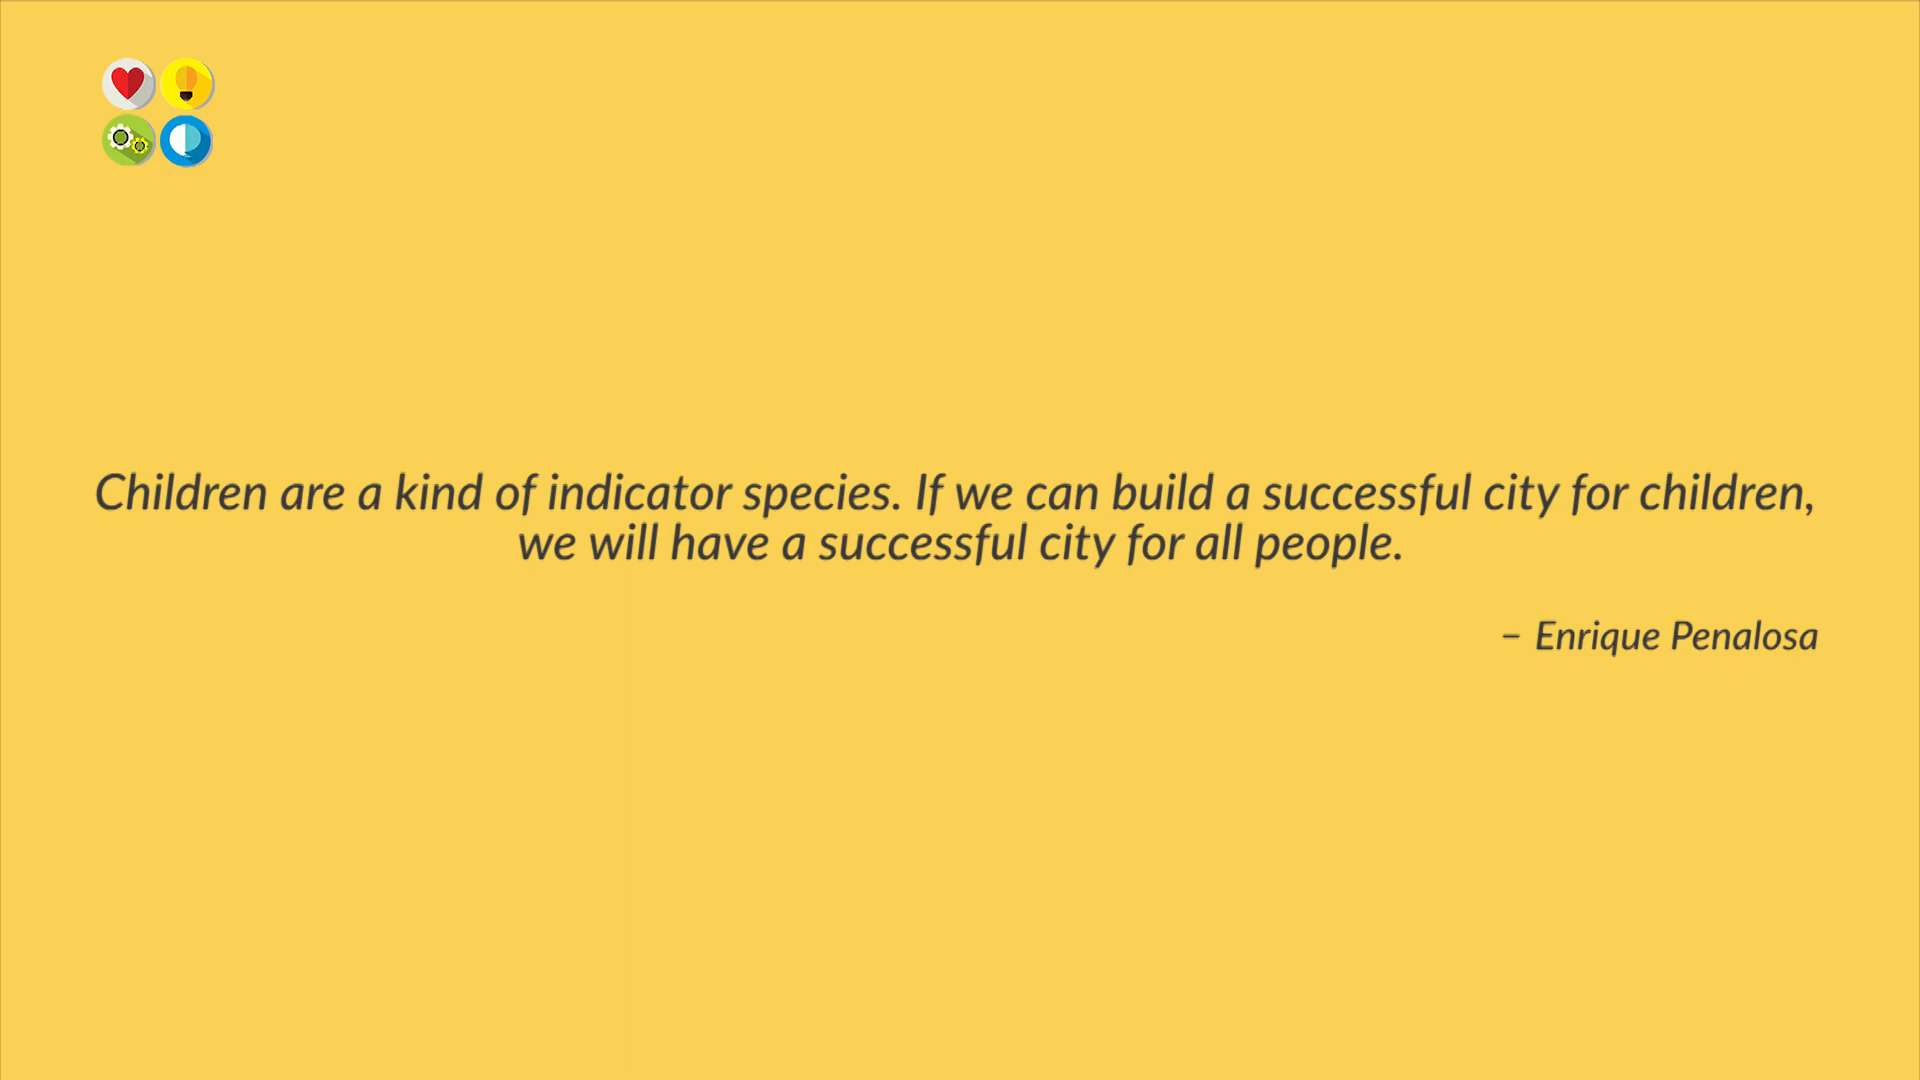 Children are a kind of indicator species. If we can build a successful city for children,
we will have a successful city for all people.
– Enrique Penalosa